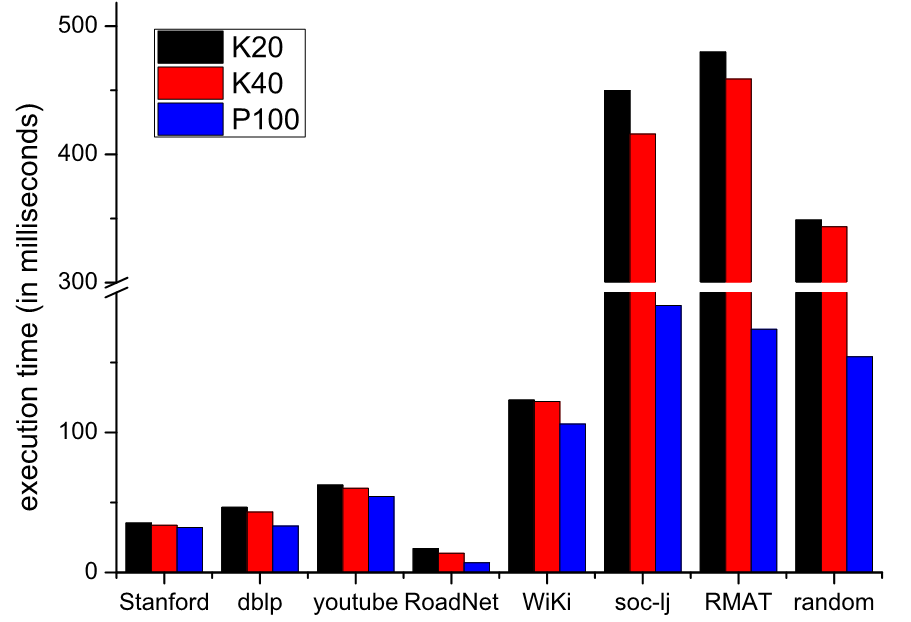 500
400
300
100
0
execution time (in milliseconds)
K20
K40
P100
Stanford dblp youtube RoadNet WiKi soc-lj RMAT random